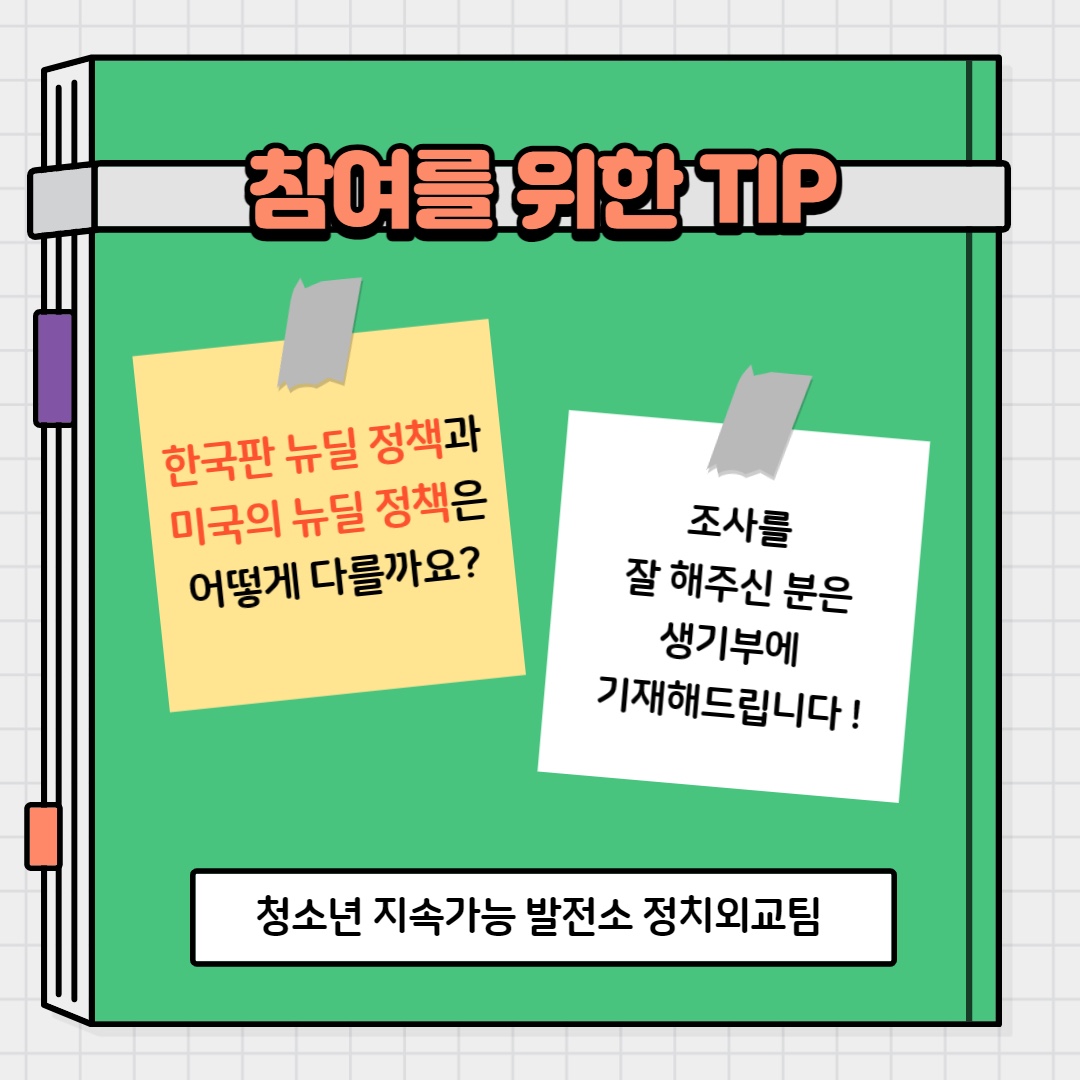 참여를 위한 TIP
한국판 뉴딜 정책과
미국의 뉴딜 정책은
어떻게 다를까요?
조사를
잘 해주신 분은
생기부에
기재해드립니다 !
청소년 지속가능 발전소 정치외교팀